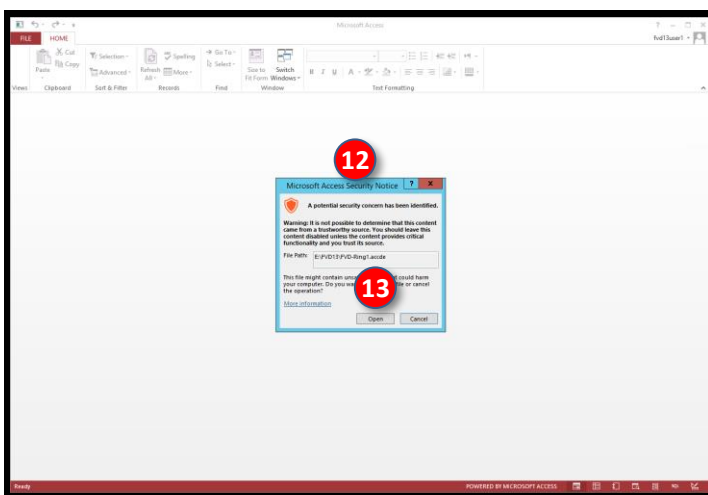 Microsoft Access
FILE HOME fvd13user1
Cut
Copy
Paste
Selection
Advanced
Refresh
All
Spelling
More
Go To
Select
Size to
Fit Form
Switch
Windows
B I U A
Views Clipboard Sort & Filter Records Find Window Text Formatting
12
Microsoft Access Security Notice ? x
A potential security concern has been identified.
Warning: It is not possible to determine that this content
came from a trustworthy source. You should leave this
content disabled unless the content provides critical
functionality and you trust its source.
File Path: E:\FVD13\FVD-Ring1.accde
This file might contain could harm
your computer. Do you file or cancel
the operation?
13
More information
Open Cancel
Ready POWERED BY MICROSOFT ACCESS